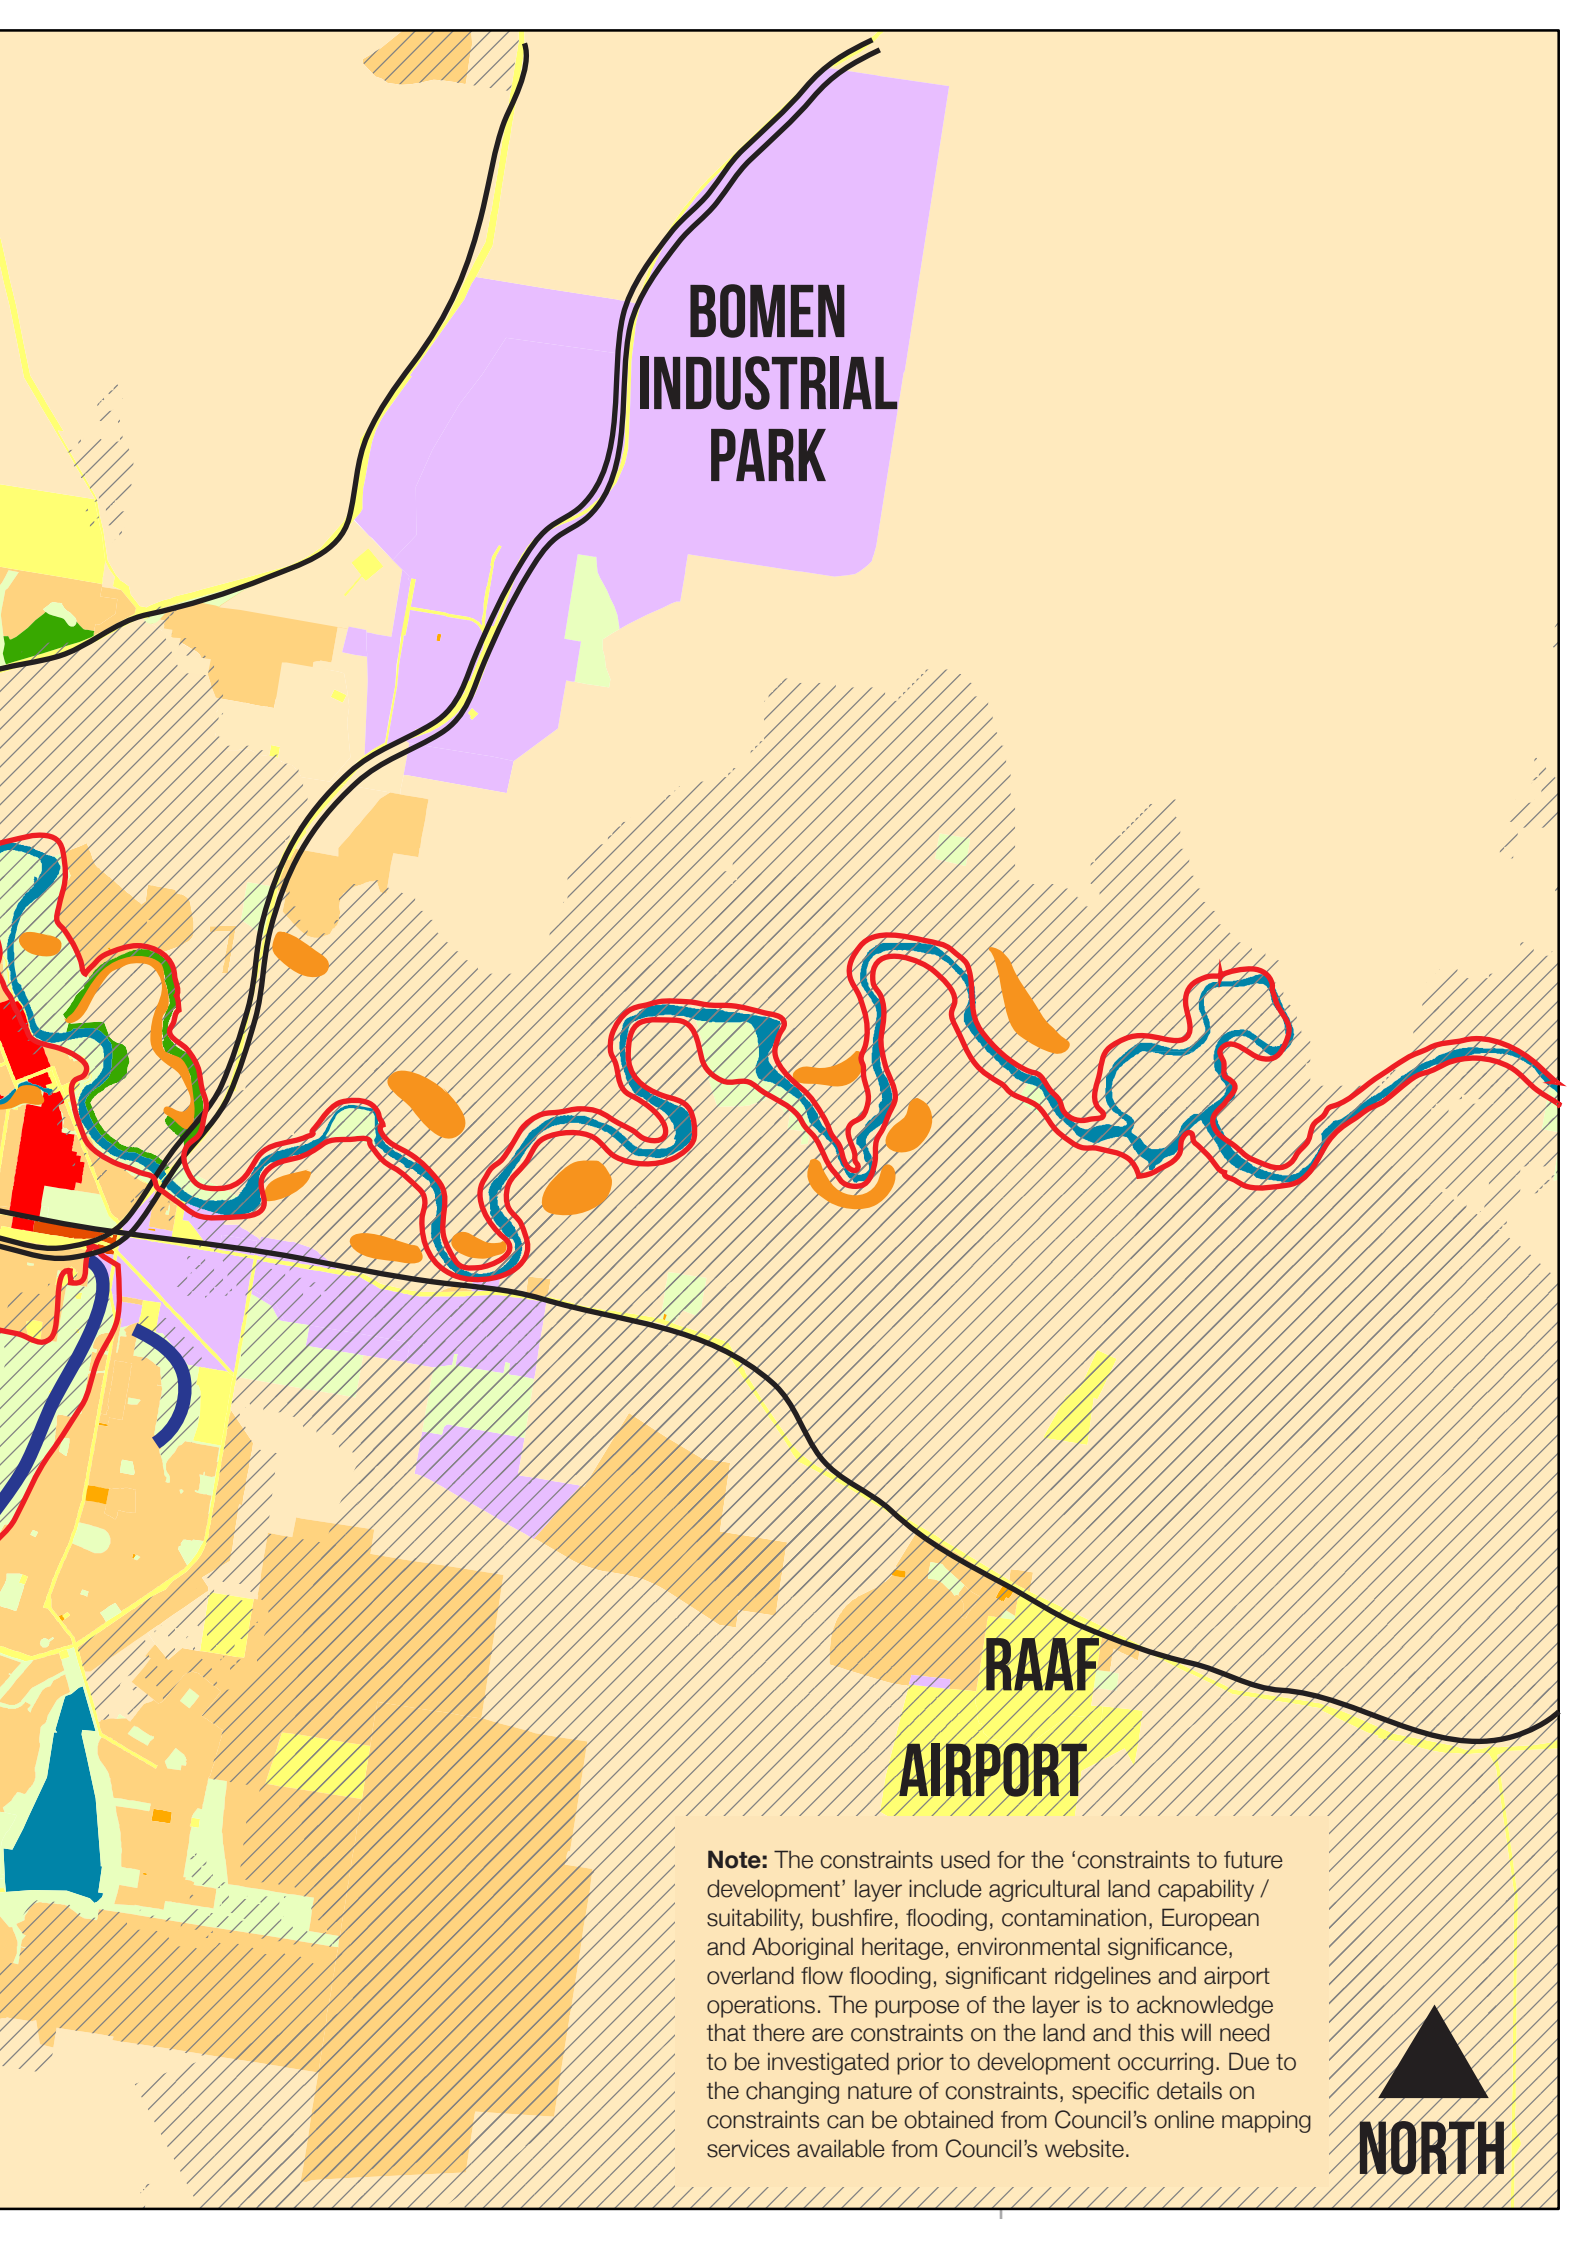 BOMEN
INDUSTRIAL
PARK
RAAF
AIRPORT
Note: The constraints used for the ‘constraints to future
development’ layer include agricultural land capability /
suitability, bushfire, flooding, contamination, European
and Aboriginal heritage, environmental significance,
overland flow flooding, significant ridgelines and airport
operations. The purpose of the layer is to acknowledge
that there are constraints on the land and this will need
to be investigated prior to development occurring. Due to
the changing nature of constraints, specific details on
constraints can be obtained from Council’s online mapping
services available from Council’s website.
NORTH